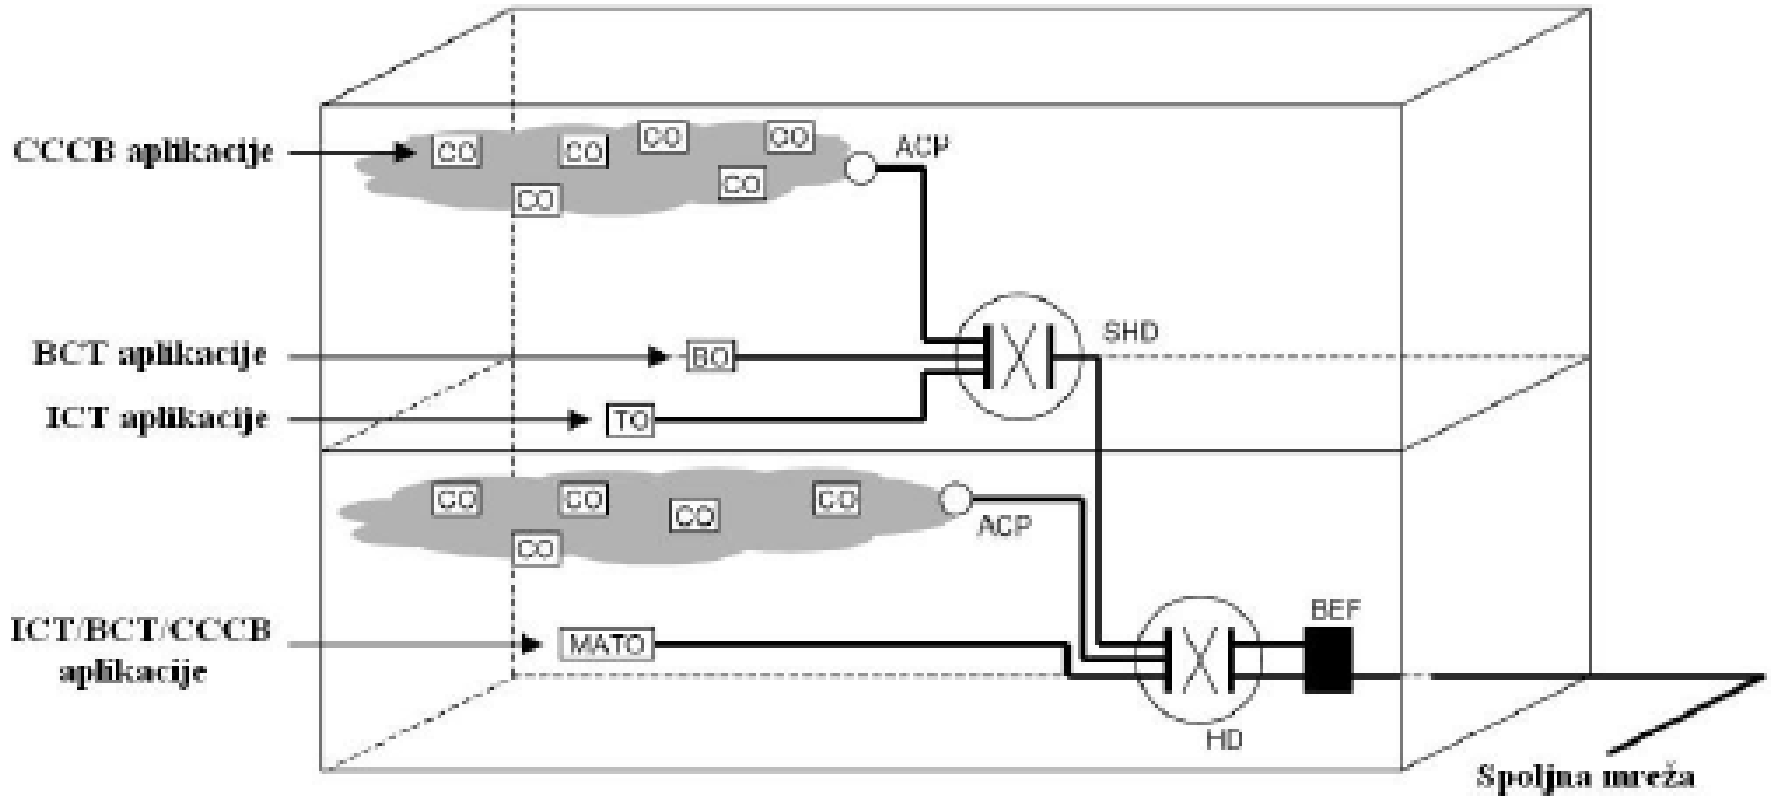 CO
CO
CO
CO
ACP
CCCB aplikacije
CO
CO
SHD
BCT aplikacije
BO
ICT aplikacije
TO
CO
CO
CO
CO
ACP
CO
BEF
ICT/BCT/CCCB
aplikacije
MATO
HD
Spoljna mreža